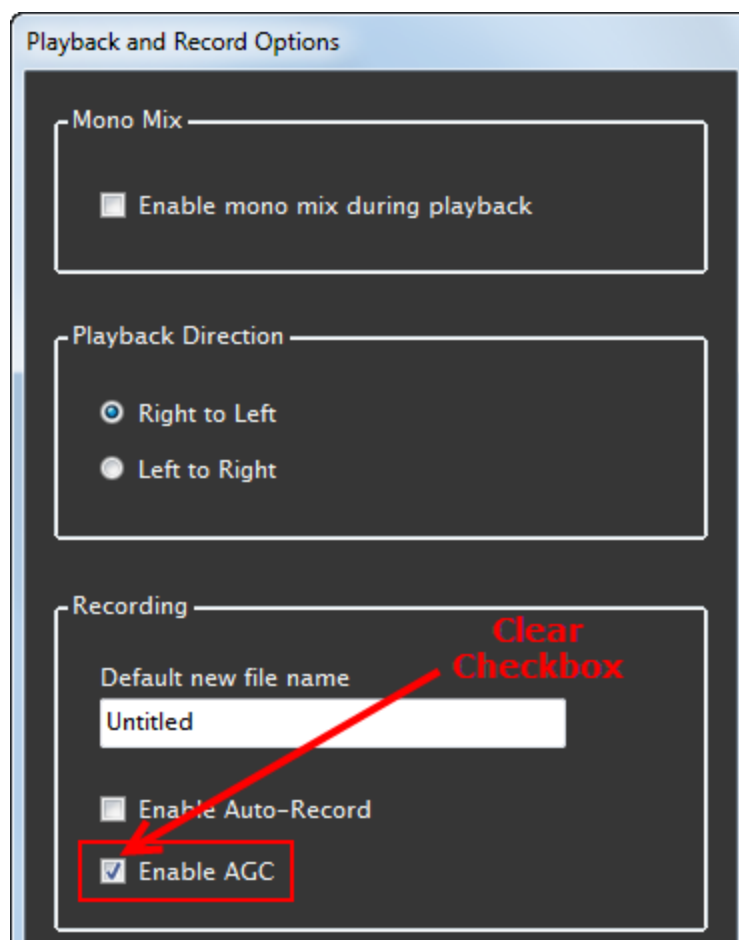 Playback and Record Options
Mono Mix
Enable mono mix during playback
Playback Direction
Right to Left
Left to Right
Recording
Clear
Checkbox
Default new file name
Untitled
Enable Auto-Record
Enable AGC